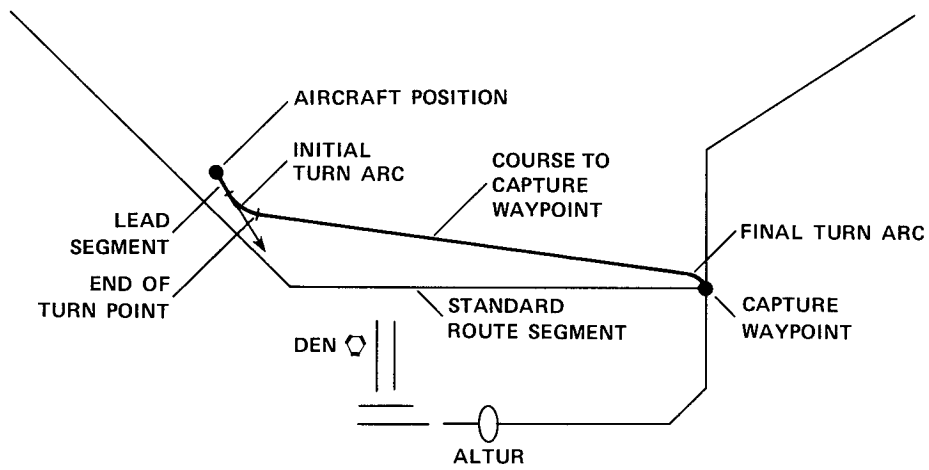 AIRCRAFT POSITION
INITIAL
TURN ARC
COURSE TO
CAPTURE
WAYPOINT
LEAD
SEGMENT
FINAL TURN ARC
END OF
TURN POINT
STANDARD
ROUTE SEGMENT
CAPTURE
WAYPOINT
DEN
ALTUR